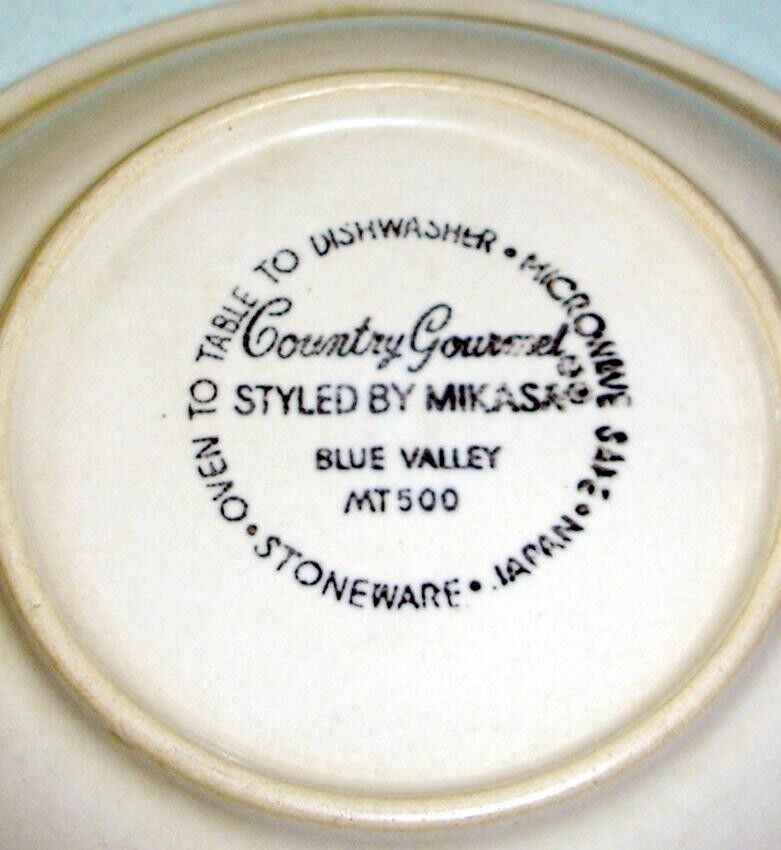 OVEN TO TABLE TO DISHWASHER • MICROWAVE SAFE • JAPAN • STONEWARE •
Country Gourmet ®
STYLED BY MIKASA ®
BLUE VALLEY
MT500